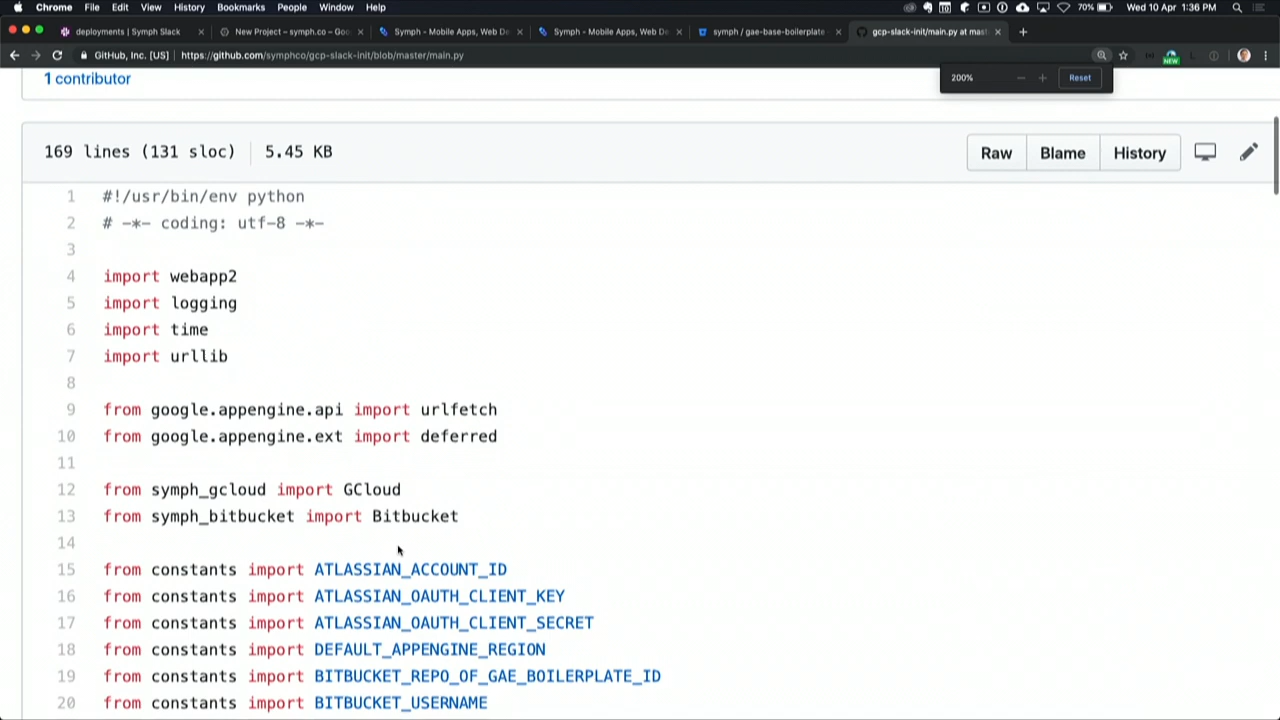 Chrome File Edit View History Bookmarks People Window Help 70% Wed 10 Apr 1:36 PM
deployments | Symph Slack New Project – symph.co – Goo Symph - Mobile Apps, Web De Symph - Mobile Apps, Web De symph / gae-base-boilerplate gcp-slack-init/main.py at mast
GitHub, Inc. [US] https://github.com/symphco/gcp-slack-init/blob/master/main.py NEW
200% − + Reset
1 contributor
169 lines (131 sloc) 5.45 KB Raw Blame History
1 #!/usr/bin/env python
2 # -*- coding: utf-8 -*-
3
4 import webapp2
5 import logging
6 import time
7 import urllib
8
9 from google.appengine.api import urlfetch
10 from google.appengine.ext import deferred
11
12 from symph_gcloud import GCloud
13 from symph_bitbucket import Bitbucket
14
15 from constants import ATLASSIAN_ACCOUNT_ID
16 from constants import ATLASSIAN_OAUTH_CLIENT_KEY
17 from constants import ATLASSIAN_OAUTH_CLIENT_SECRET
18 from constants import DEFAULT_APPENGINE_REGION
19 from constants import BITBUCKET_REPO_OF_GAE_BOILERPLATE_ID
20 from constants import BITBUCKET_USERNAME